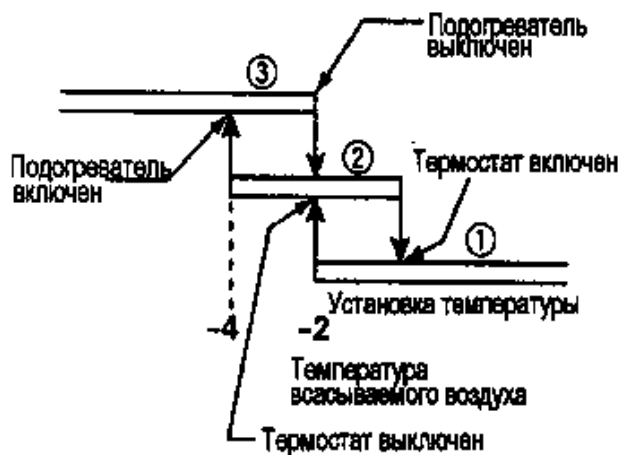 Подогреватель
выключен
③
Подогреватель
включен
②
Термостат включен
①
Установка температуры
-4
-2
Температура
всасываемого воздуха
Термостат выключен